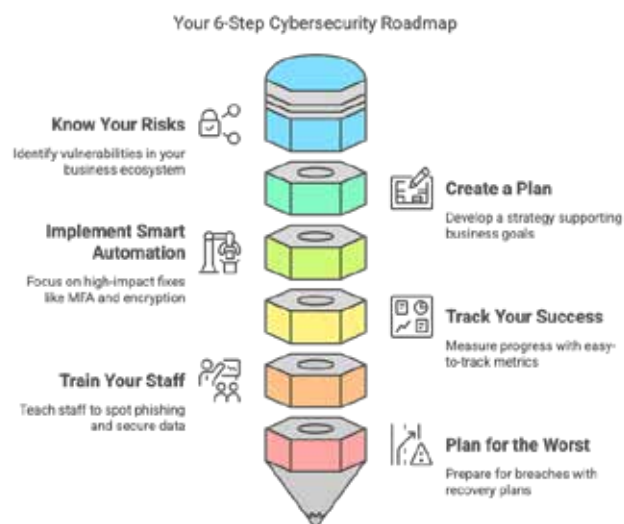 Your 6-Step Cybersecurity Roadmap
Know Your Risks
Identify vulnerabilities in your
business ecosystem
Create a Plan
Develop a strategy supporting
business goals
Implement Smart
Automation
Focus on high-impact fixes
like MFA and encryption
Track Your Success
Measure progress with easy-
to-track metrics
Train Your Staff
Teach staff to spot phishing
and secure data
Plan for the Worst
Prepare for breaches with
recovery plans